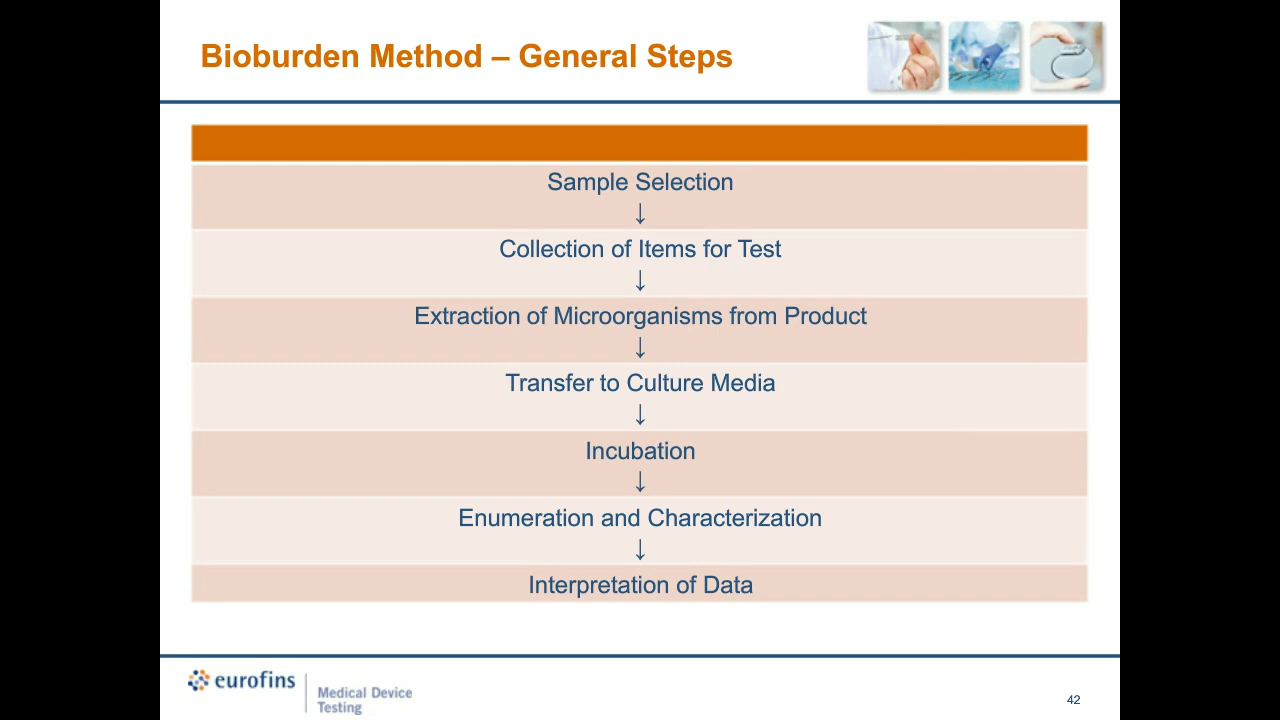 Bioburden Method – General Steps
Sample Selection
↓
Collection of Items for Test
↓
Extraction of Microorganisms from Product
↓
Transfer to Culture Media
↓
Incubation
↓
Enumeration and Characterization
↓
Interpretation of Data
eurofins
Medical Device
Testing
42